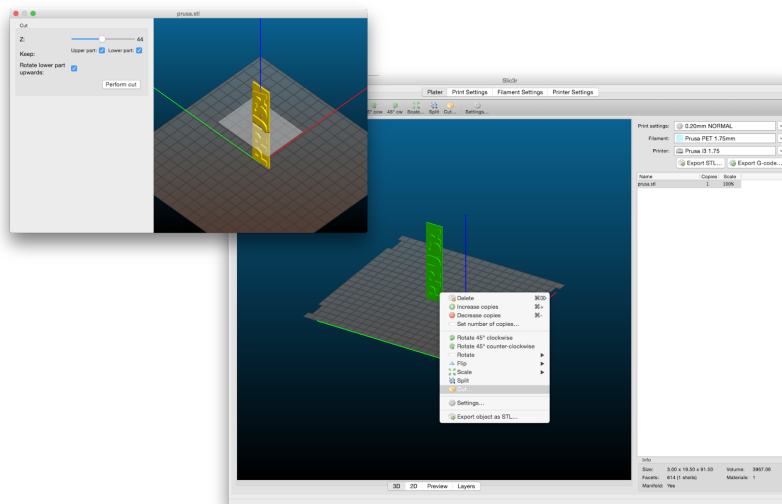 prusa.stl
Cut
Z: 44
Keep: Upper part: Lower part:
Rotate lower part
upwards:
Perform cut
Slic3r
Plater Print Settings Filament Settings Printer Settings
45° ccw 45° cw Scale... Split Cut... Settings...
Print settings: 0.20mm NORMAL
Filament: Prusa PET 1.75mm
Printer: Prusa i3 1.75
Export STL... Export G-code...
Name Copies Scale
prusa.stl 1 100%
Delete
Increase copies ⌘+
Decrease copies ⌘-
Set number of copies...
Rotate 45° clockwise
Rotate 45° counter-clockwise
Rotate
Flip
Scale
Split
Cut...
Settings...
Export object as STL...
Info
Size: 3.00 x 19.50 x 91.50 Volume: 3967.06
Facets: 614 (1 shells) Materials: 1
Manifold: Yes
3D 2D Preview Layers